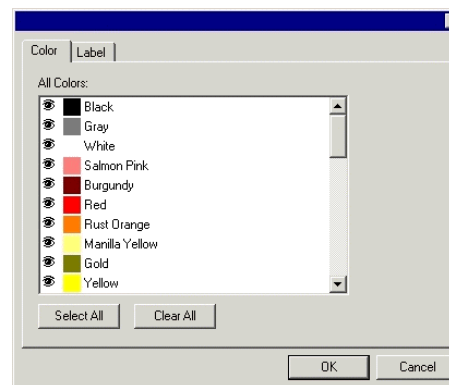 Color Label
All Colors:
Black
Gray
White
Salmon Pink
Burgundy
Red
Rust Orange
Manilla Yellow
Gold
Yellow
Select All Clear All
OK Cancel